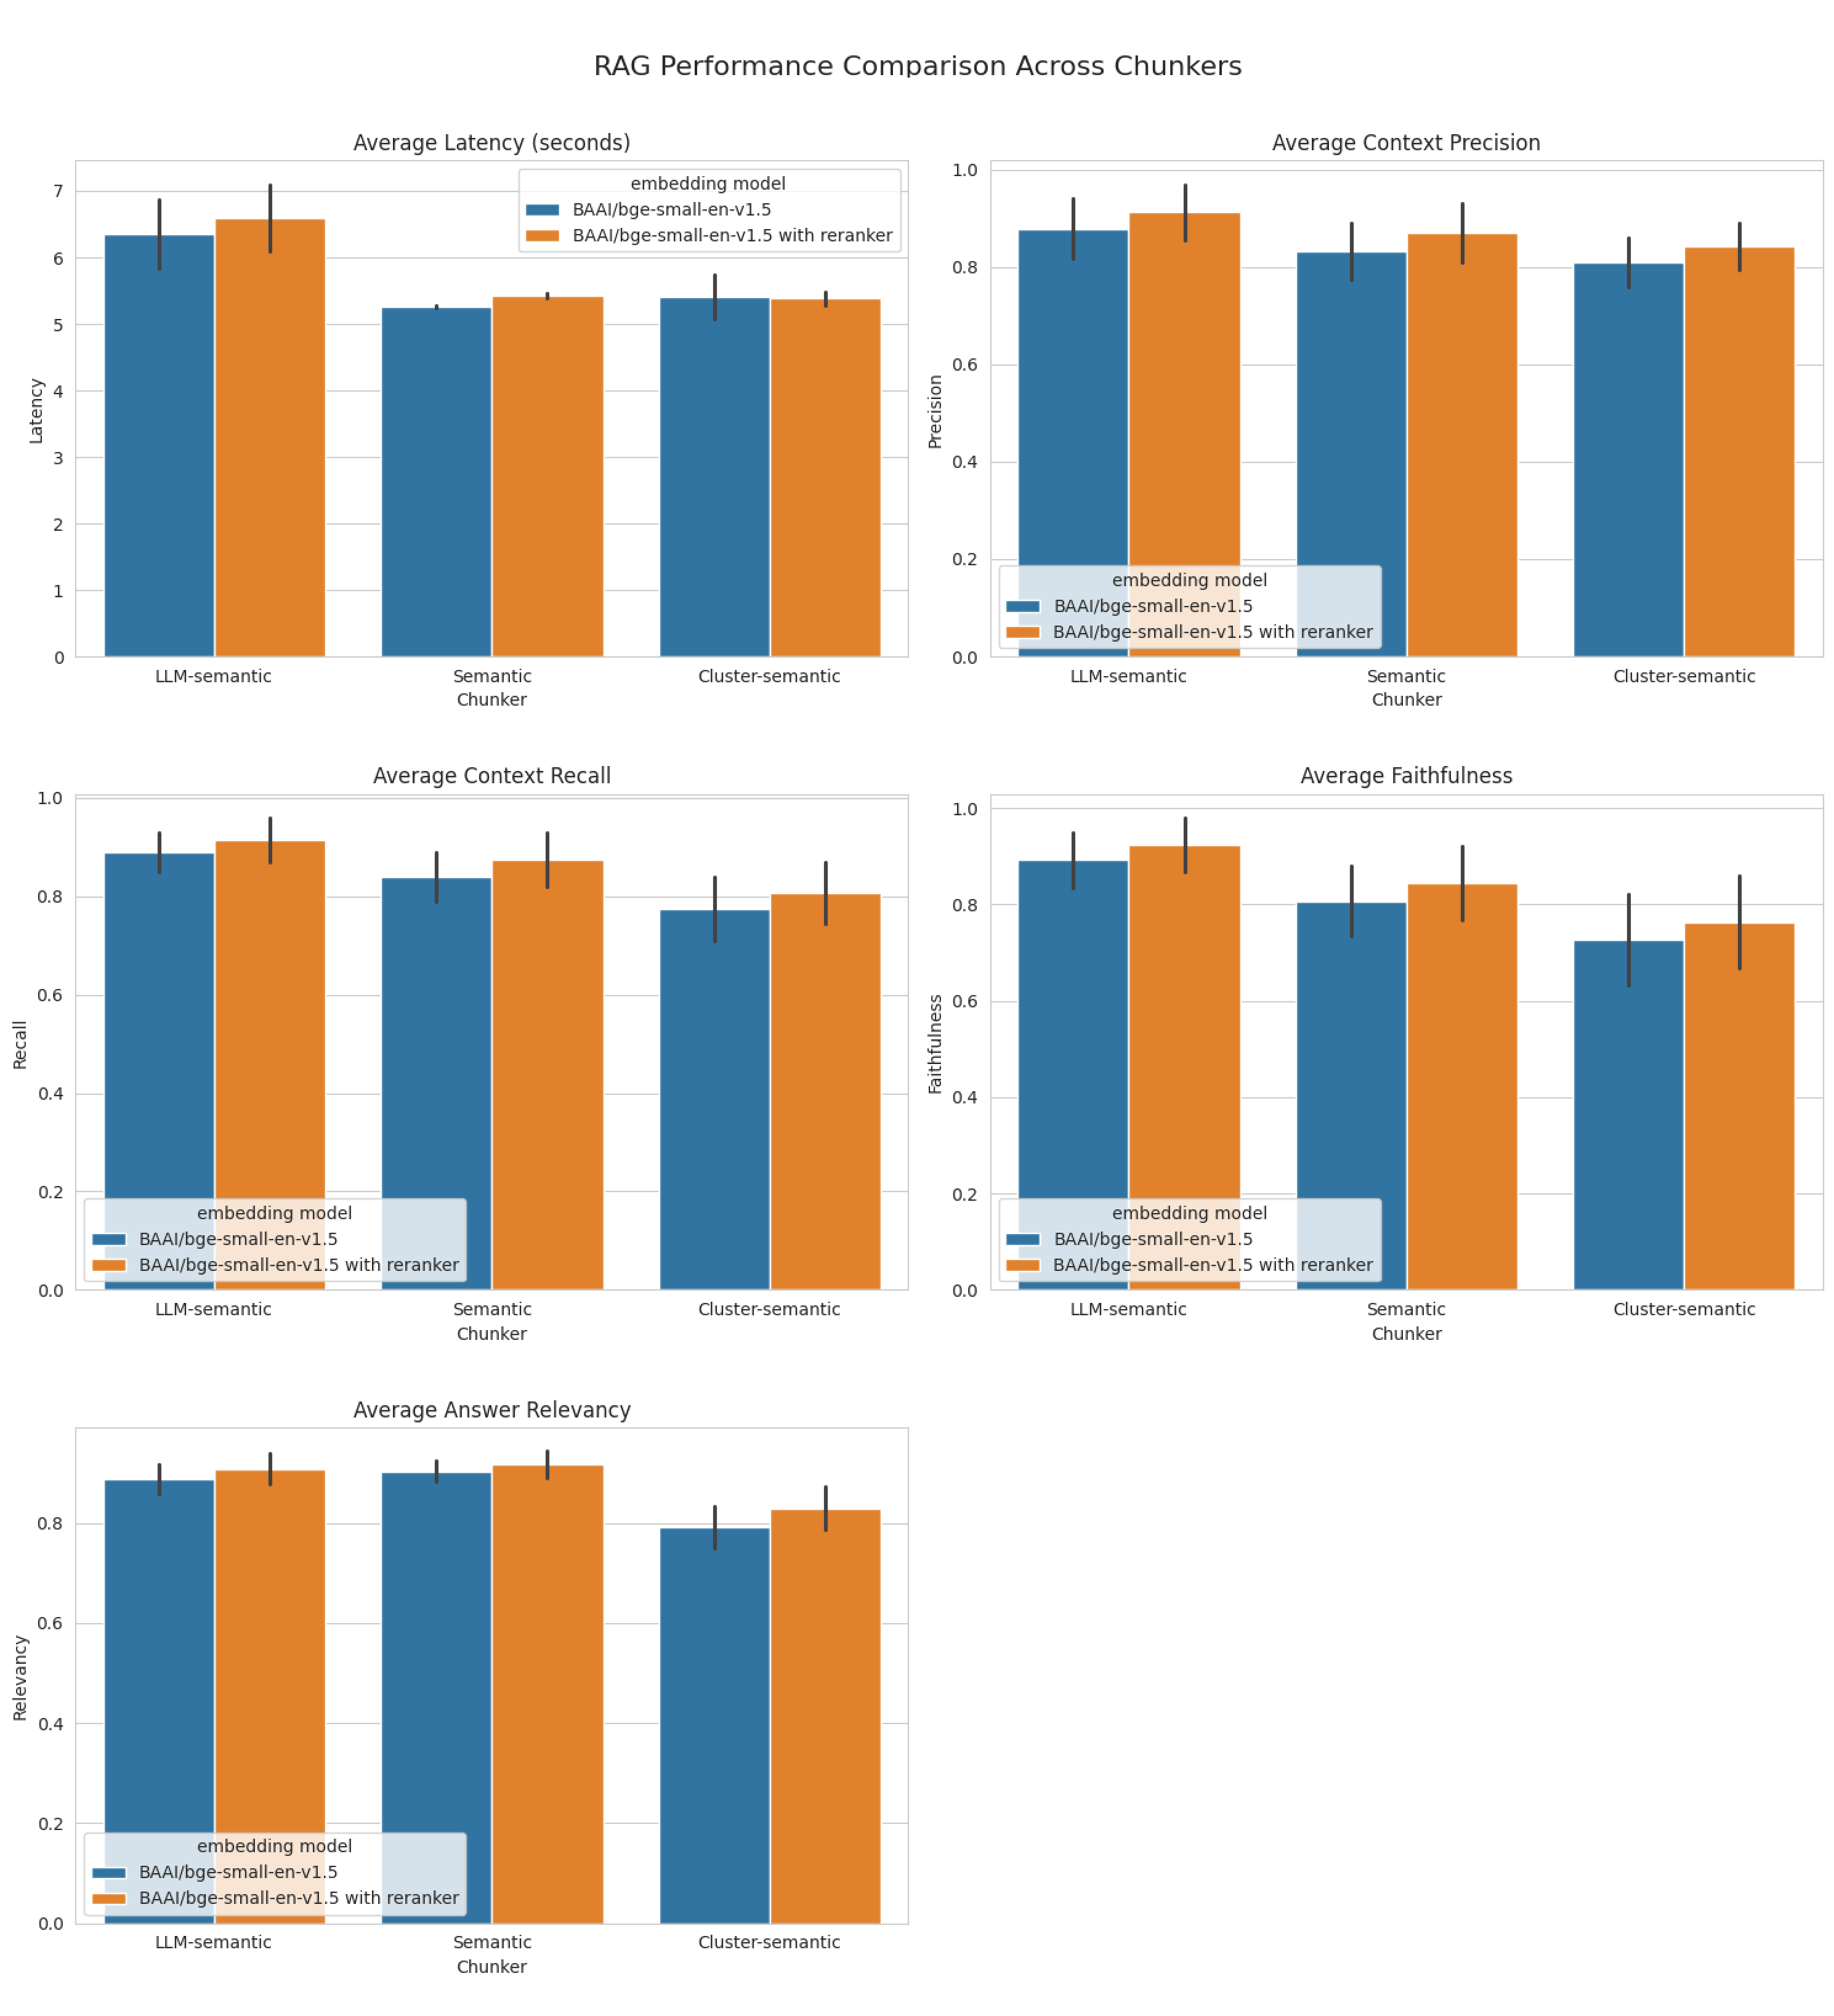 RAG Performance Comparison Across Chunkers
Average Latency (seconds)
embedding model
BAAI/bge-small-en-v1.5
BAAI/bge-small-en-v1.5 with reranker
7
6
5
4
3
2
1
0
Latency
LLM-semantic
Semantic
Cluster-semantic
Chunker
Average Context Precision
1.0
0.8
0.6
0.4
0.2
0.0
Precision
embedding model
BAAI/bge-small-en-v1.5
BAAI/bge-small-en-v1.5 with reranker
LLM-semantic
Semantic
Cluster-semantic
Chunker
Average Context Recall
1.0
0.8
0.6
0.4
0.2
0.0
Recall
embedding model
BAAI/bge-small-en-v1.5
BAAI/bge-small-en-v1.5 with reranker
LLM-semantic
Semantic
Cluster-semantic
Chunker
Average Faithfulness
1.0
0.8
0.6
0.4
0.2
0.0
Faithfulness
embedding model
BAAI/bge-small-en-v1.5
BAAI/bge-small-en-v1.5 with reranker
LLM-semantic
Semantic
Cluster-semantic
Chunker
Average Answer Relevancy
0.8
0.6
0.4
0.2
0.0
Relevancy
embedding model
BAAI/bge-small-en-v1.5
BAAI/bge-small-en-v1.5 with reranker
LLM-semantic
Semantic
Cluster-semantic
Chunker